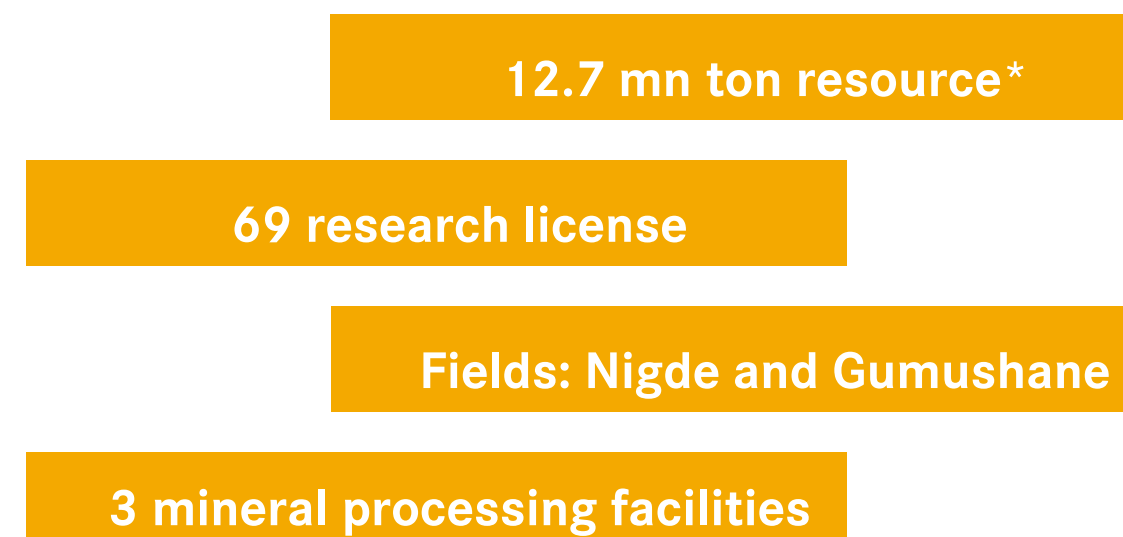 12.7 mn ton resource*
69 research license
Fields: Nigde and Gumushane
3 mineral processing facilities